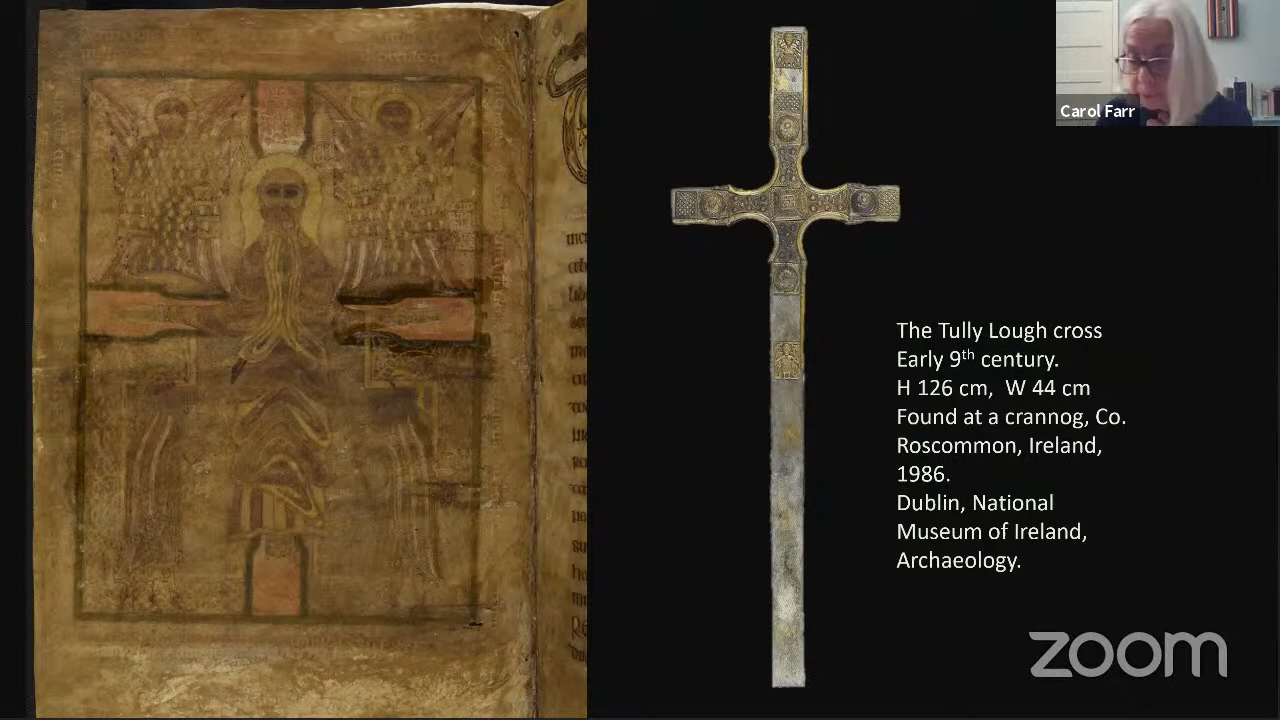 Carol Farr
The Tully Lough cross
Early 9th century.
H 126 cm, W 44 cm
Found at a crannog, Co.
Roscommon, Ireland,
1986.
Dublin, National
Museum of Ireland,
Archaeology.
zoom